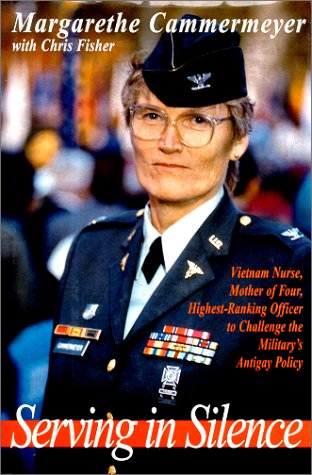 Margarethe Cammermeyer
with Chris Fisher
Vietnam Nurse,
Mother of Four,
Highest-Ranking Officer
to Challenge the
Military's
Antigay Policy
CAMMERMEYER
Serving in Silence